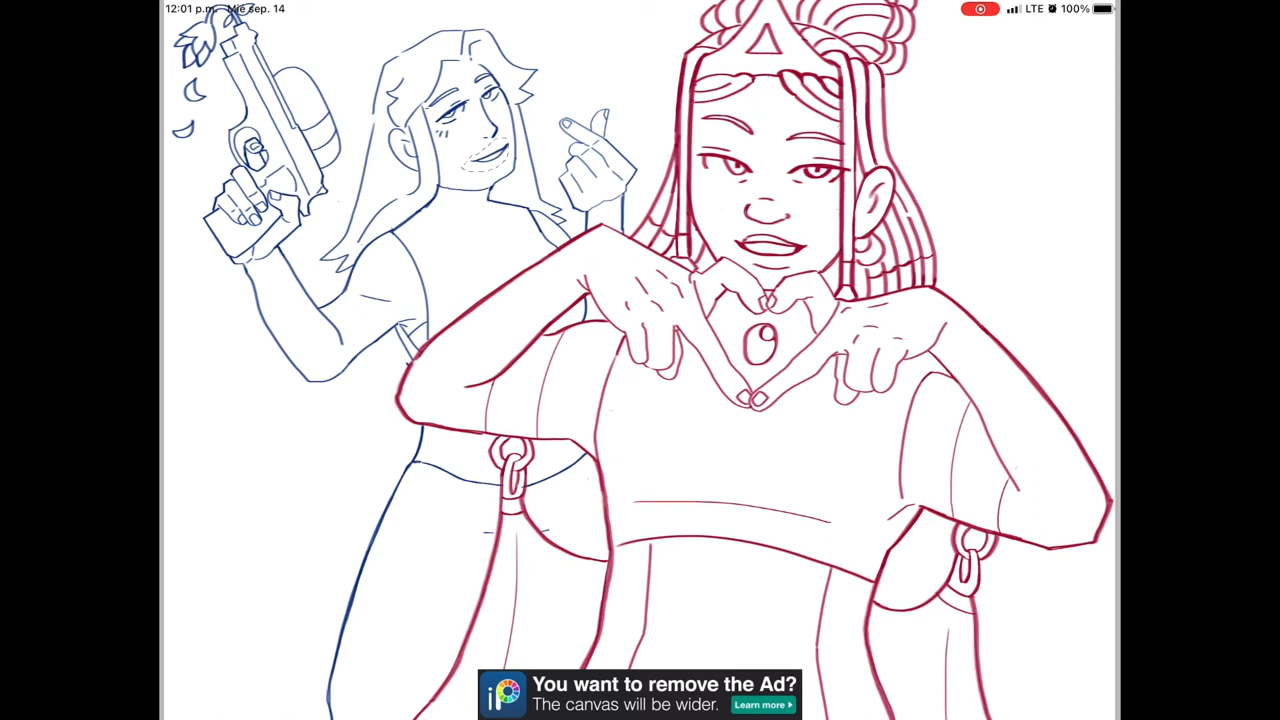 12:01 p.m. Mié sep. 14
LTE 100%
You want to remove the Ad?
The canvas will be wider.
Learn more